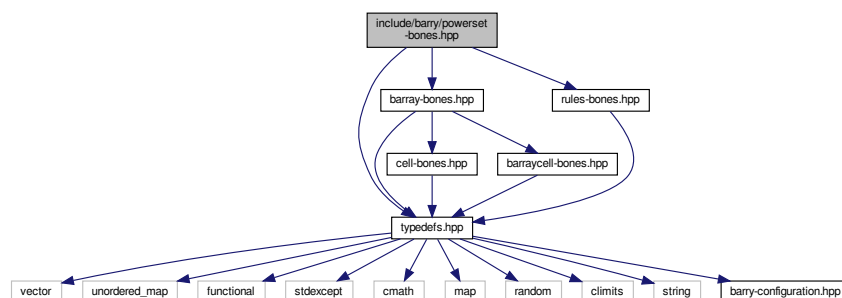 include/barry/powerset
-bones.hpp
barray-bones.hpp
rules-bones.hpp
cell-bones.hpp
barraycell-bones.hpp
typedefs.hpp
vector
unordered_map
functional
stdexcept
cmath
map
random
climits
string
barry-configuration.hpp